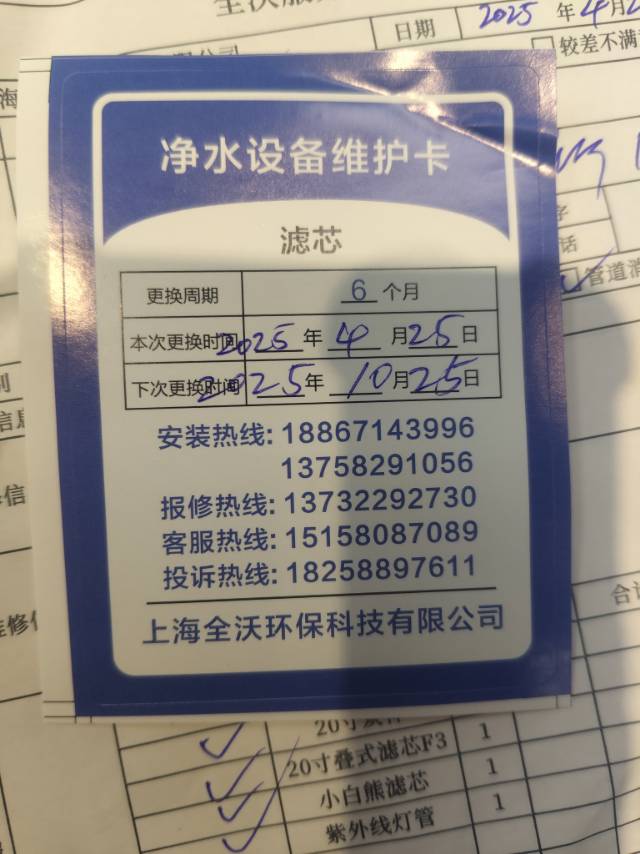 日期 2025 年 4 月
较差不满
净水设备维护卡
滤芯
更换周期 6 个月
本次更换时间 2025 年 4 月 25 日
下次更换时间 2025 年 10 月 25 日
安装热线: 18867143996
13758291056
报修热线: 13732292730
客服热线: 15158087089
投诉热线: 18258897611
上海全沃环保科技有限公司
合计
20寸
20寸叠式滤芯F3 1
小白熊滤芯 1
紫外线灯管 1